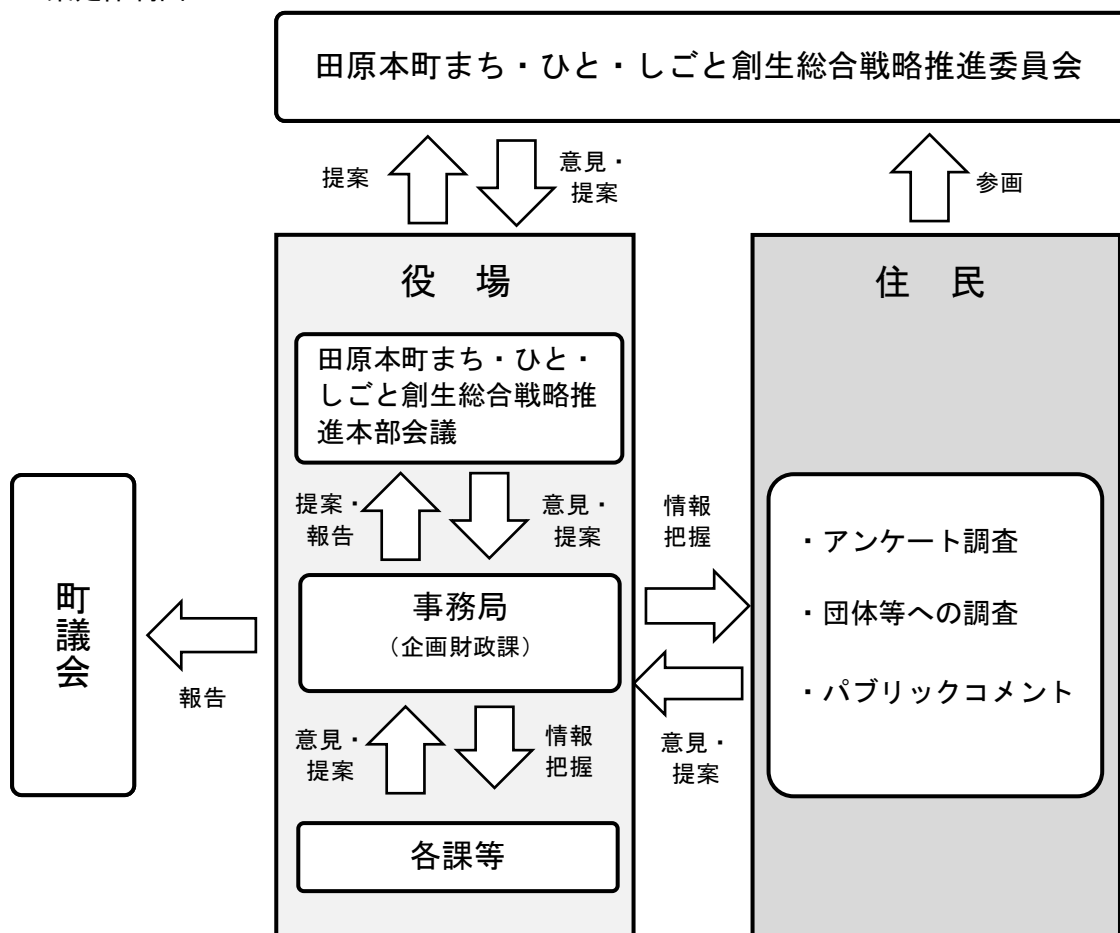 田原本町まち・ひと・しごと創生総合戦略推進委員会
提案
意見・
提案
参画
役　場
住　民
田原本町まち・ひと・
しごと創生総合戦略推
進本部会議
提案・
報告
意見・
提案
情報
把握
・アンケート調査
・団体等への調査
・パブリックコメント
町議会
報告
事務局
（企画財政課）
意見・
提案
情報
把握
意見・
提案
各課等